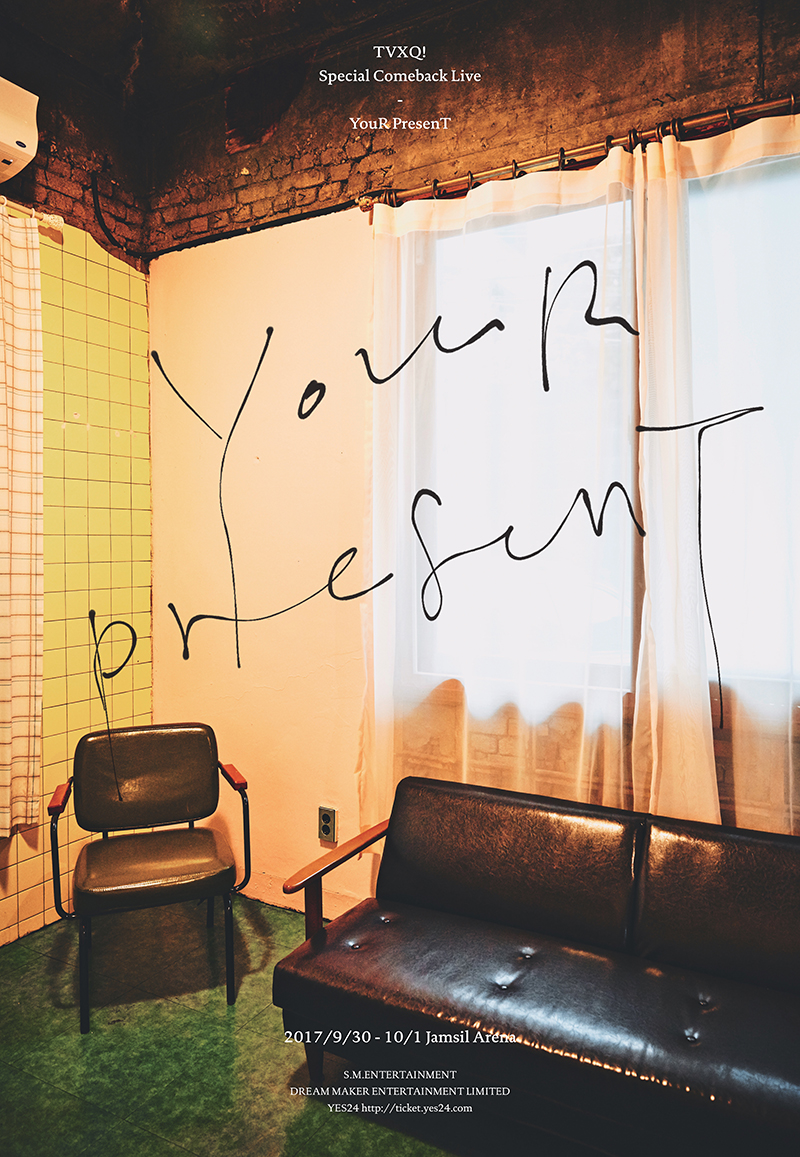 TVXQ!
Special Comeback Live
-
YouR PresenT
YouR
presenT
2017/9/30 - 10/1 Jamsil Arena
S.M.ENTERTAINMENT
DREAM MAKER ENTERTAINMENT LIMITED
YES24 http://ticket.yes24.com